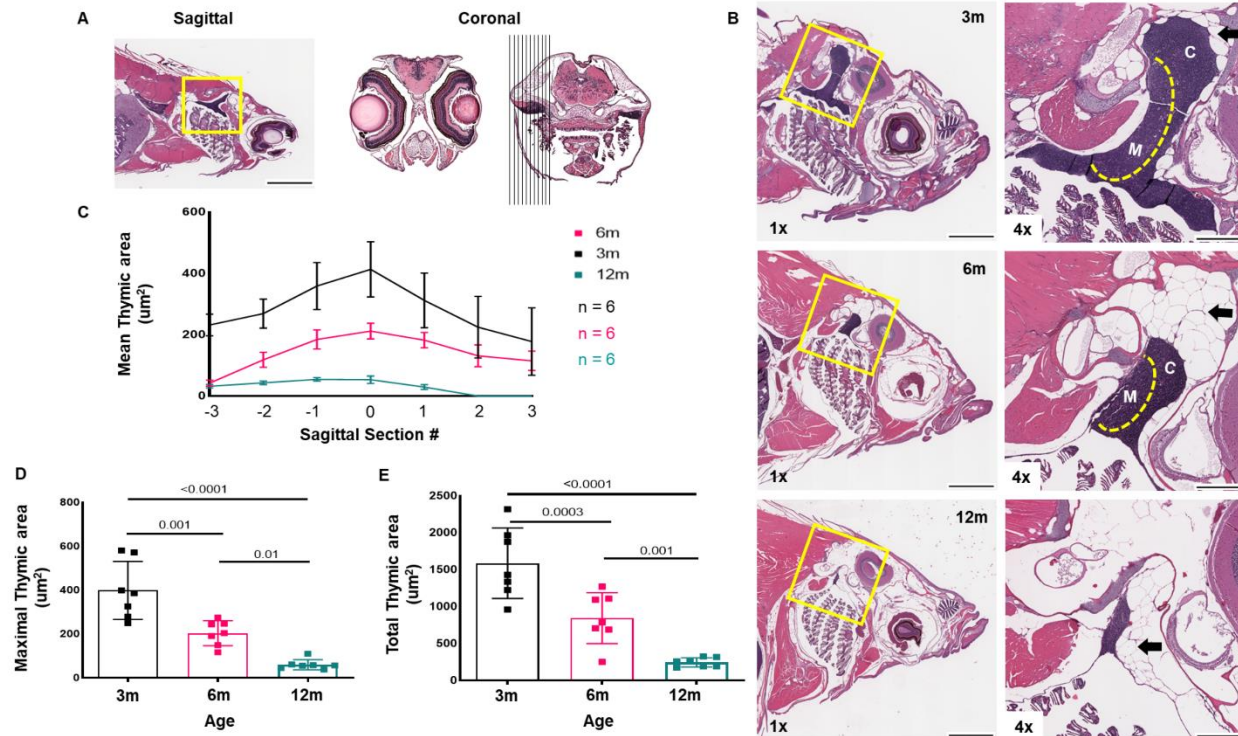 A
Sagittal
Coronal
B
3m
C
M
1x
4x
6m
C
M
1x
4x
12m
1x
4x
C
600
400
200
0
Mean Thymic area
(um²)
-3 -2 -1 0 1 2 3
Sagittal Section #
6m
3m
12m
n = 6
n = 6
n = 6
D
800
600
400
200
0
Maximal Thymic area
(um²)
<0.0001
0.001
0.01
3m 6m 12m
Age
E
2500
2000
1500
1000
500
0
Total Thymic area
(um²)
<0.0001
0.0003
0.001
3m 6m 12m
Age